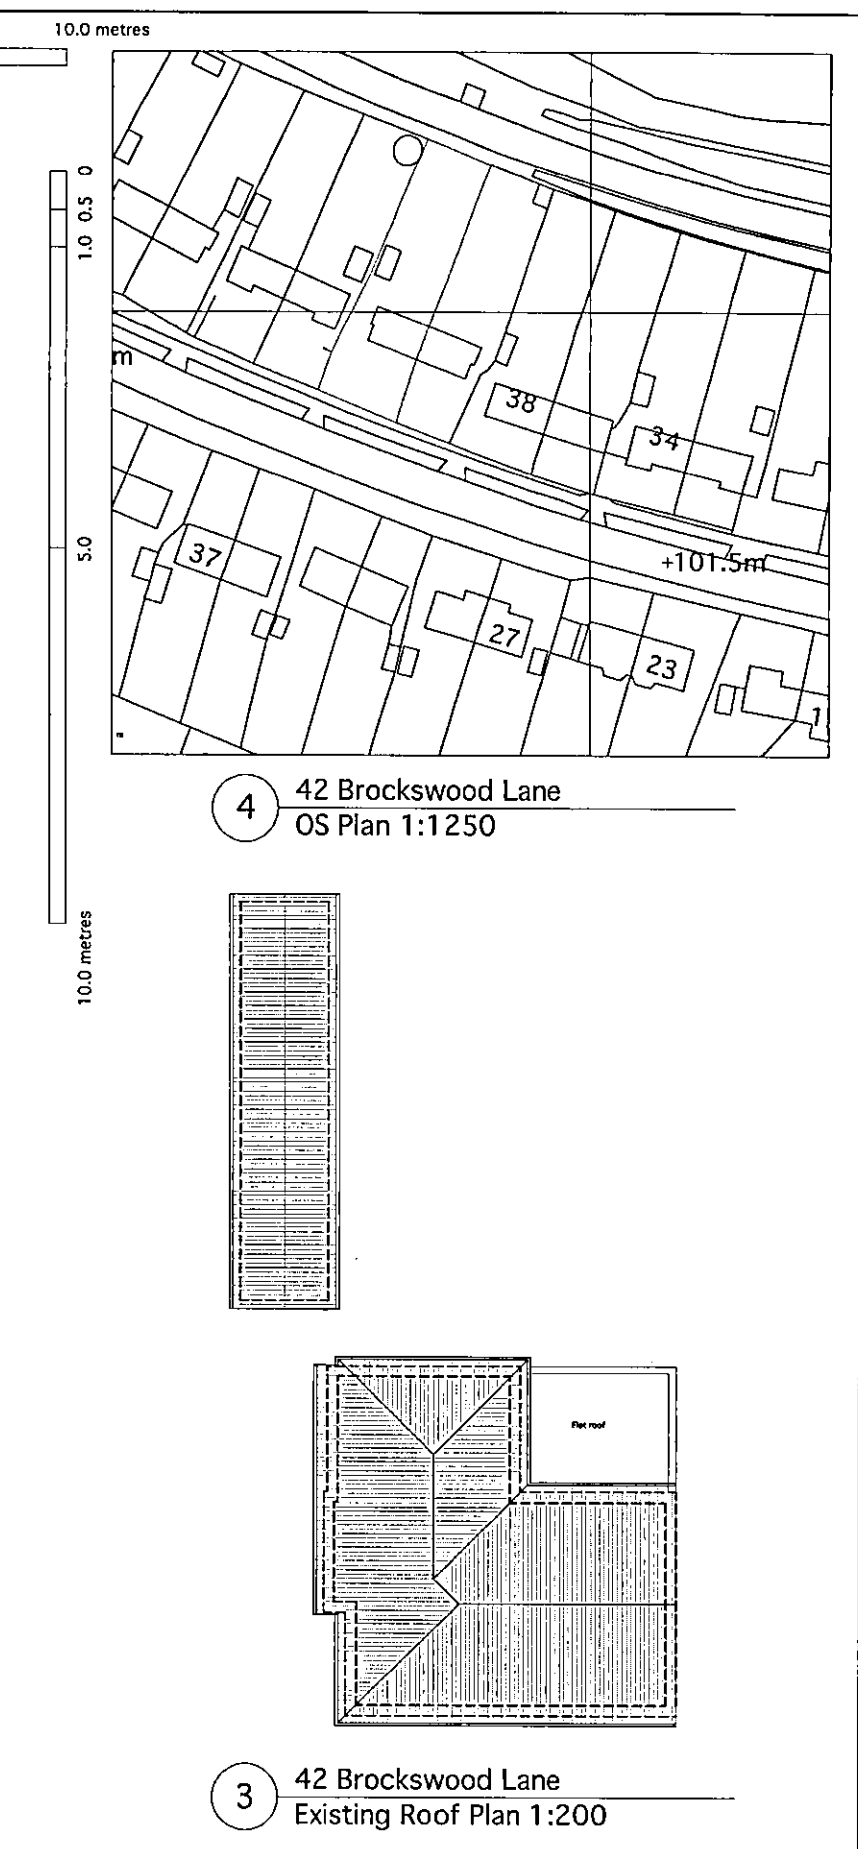 10.0 metres
0
0.5
1.0
5.0
10.0 metres
m
38
34
37
+101.5m
27
23
1
4
42 Brockswood Lane
OS Plan 1:1250
Flat roof
3
42 Brockswood Lane
Existing Roof Plan 1:200